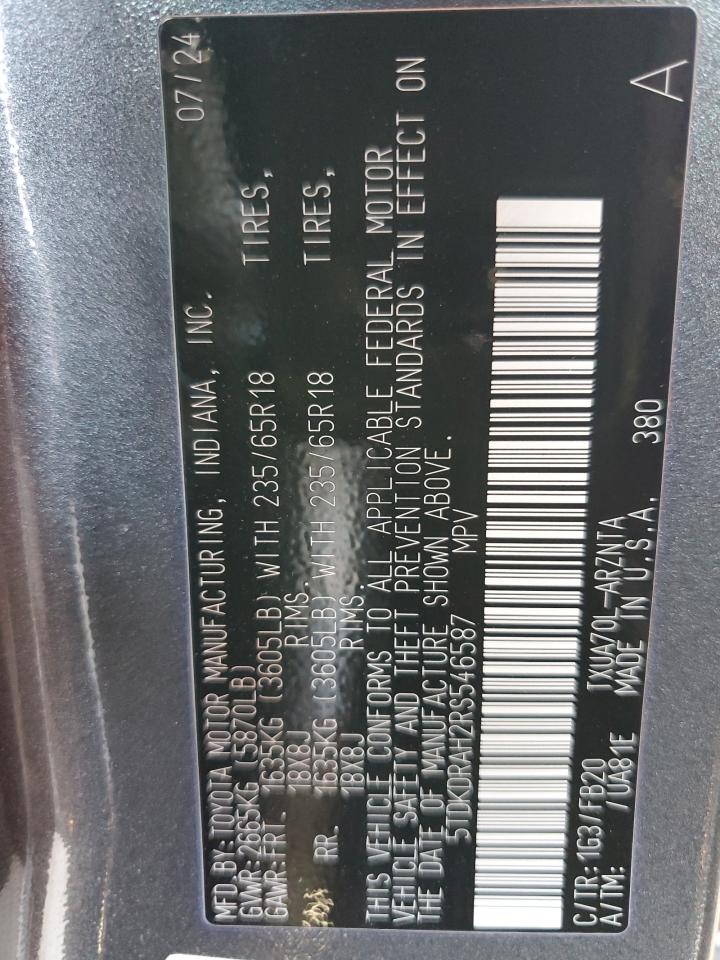 MFD.BY:TOYOTA MOTOR MANUFACTURING, INDIANA, INC. 07/24
GVWR:2665KG (5870LB)
GAWR:FRT. 1635KG (3605LB) WITH 235/65R18 TIRES,
18X8J RIMS.
RR. 1635KG (3605LB) WITH 235/65R18 TIRES,
18X8J RIMS.
THIS VEHICLE CONFORMS TO ALL APPLICABLE FEDERAL MOTOR
VEHICLE SAFETY AND THEFT PREVENTION STANDARDS IN EFFECT ON
THE DATE OF MANUFACTURE SHOWN ABOVE.
5TDKDRAH2RS546587 MPV
C/TR:1G3/FB20 TXUA70L-ARZNTA 380
A/TM: /UA81E MADE IN U.S.A. A